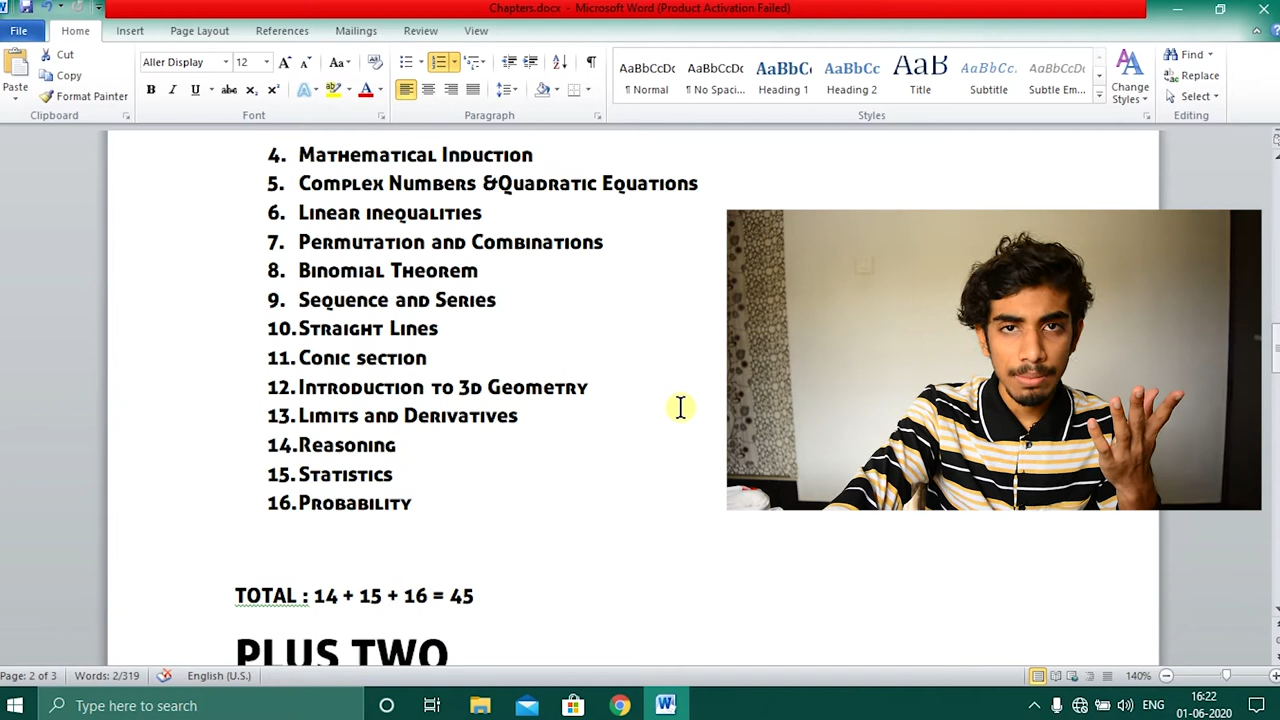 Chapters.docx - Microsoft Word (Product Activation Failed)
File Home Insert Page Layout References Mailings Review View
Paste
Cut
Copy
Format Painter
Clipboard
Aller Display 12
Font
Paragraph
AaBbCcDc AaBbCcDc AaBbC AaBbCc AaB AaBbCc. AaBbCcDc
¶ Normal ¶ No Spaci... Heading 1 Heading 2 Title Subtitle Subtle Em...
Change Styles
Styles
Find
Replace
Select
Editing
4. Mathematical Induction
5. Complex Numbers &Quadratic Equations
6. Linear inequalities
7. Permutation and Combinations
8. Binomial Theorem
9. Sequence and Series
10. Straight Lines
11. Conic section
12. Introduction to 3d Geometry
13. Limits and Derivatives
14. Reasoning
15. Statistics
16. Probability
TOTAL : 14 + 15 + 16 = 45
PLUS TWO
Page: 2 of 3 Words: 2/319 English (U.S.) 140%
Type here to search
ENG
16:22
01-06-2020